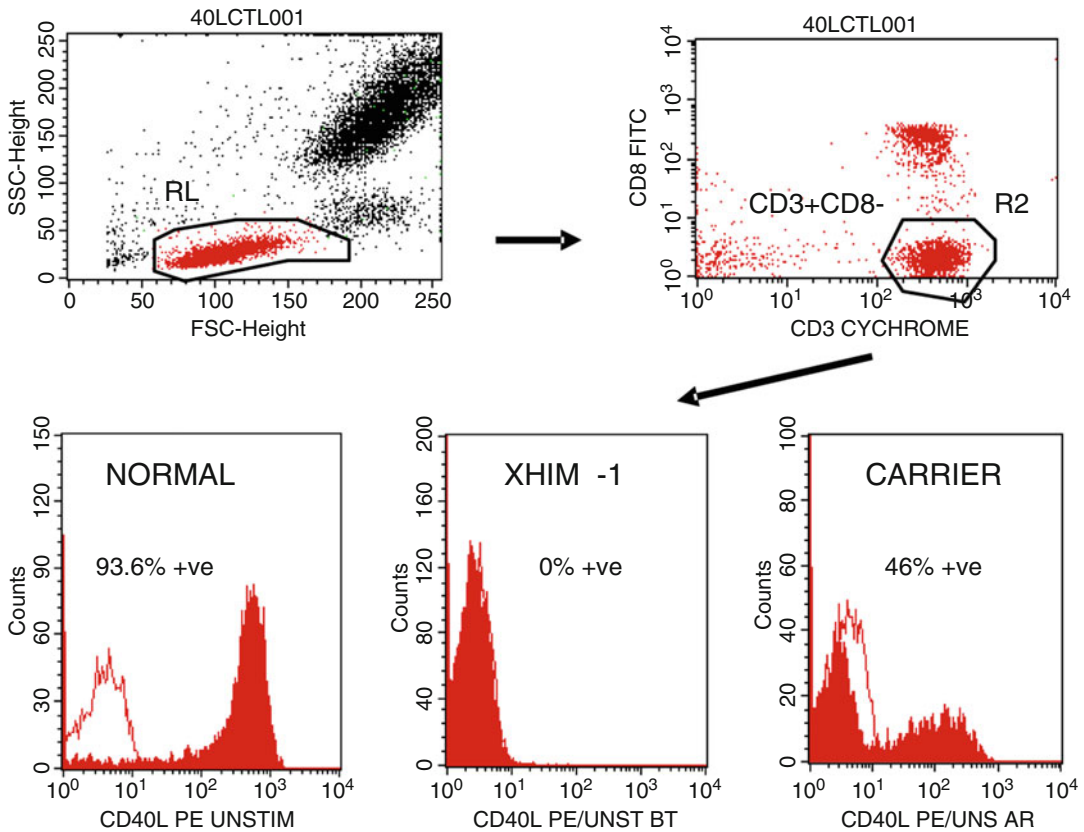 40LCTL001
SSC-Height
250
200
150
100
50
0
RL
0 50 100 150 200 250
FSC-Height
40LCTL001
CD8 FITC
10^4
10^3
10^2
10^1
10^0
CD3+CD8-
R2
10^0 10^1 10^2 10^3 10^4
CD3 CYCHROME
Counts
150
120
90
60
30
0
NORMAL
93.6% +ve
10^0 10^1 10^2 10^3 10^4
CD40L PE UNSTIM
Counts
200
160
120
80
40
0
XHIM -1
0% +ve
10^0 10^1 10^2 10^3 10^4
CD40L PE/UNST BT
Counts
100
80
60
40
20
0
CARRIER
46% +ve
10^0 10^1 10^2 10^3 10^4
CD40L PE/UNS AR